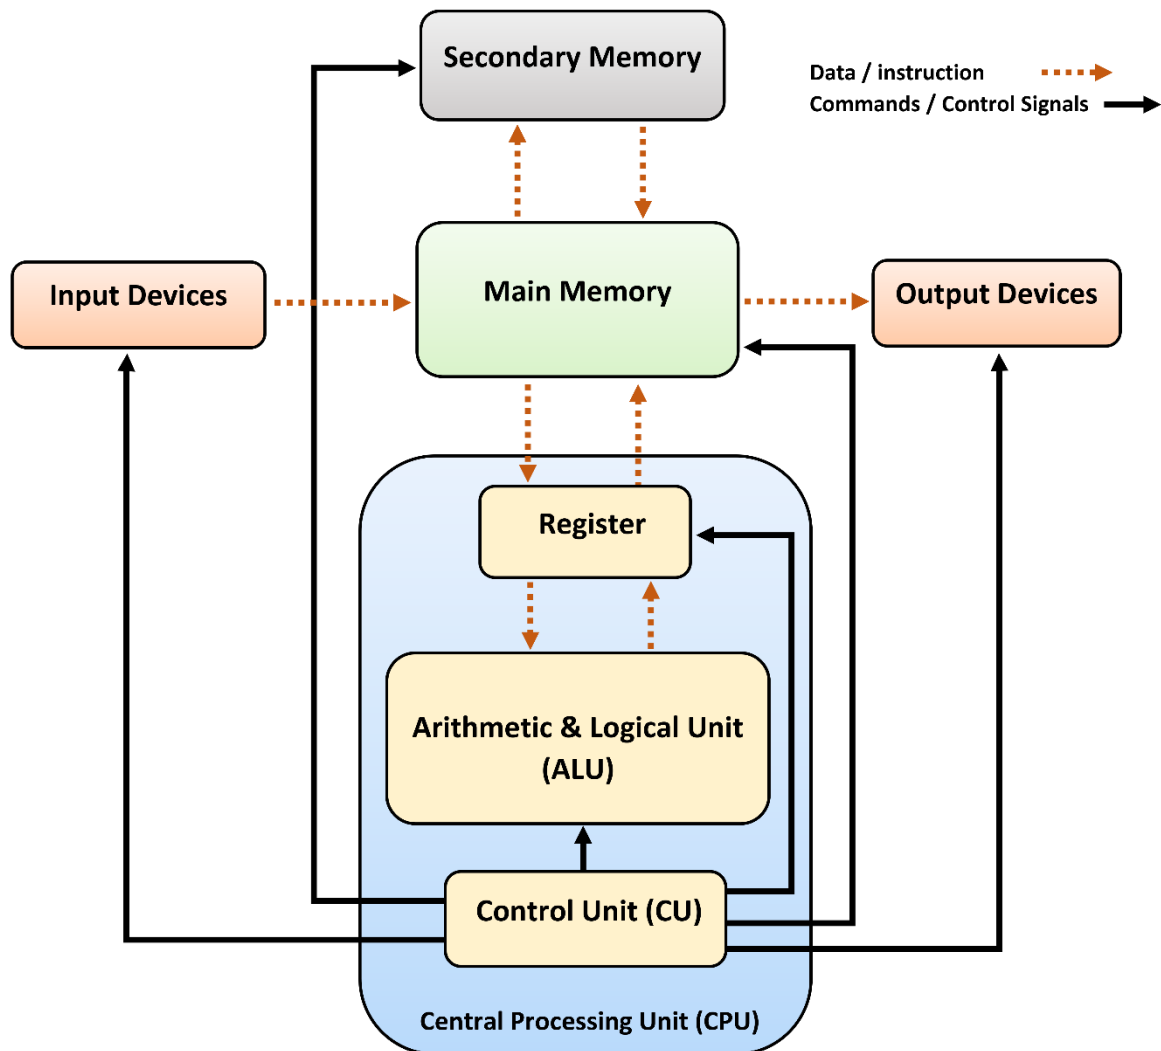 Secondary Memory
Data / instruction
Commands / Control Signals
Input Devices
Main Memory
Output Devices
Register
Arithmetic & Logical Unit
(ALU)
Control Unit (CU)
Central Processing Unit (CPU)